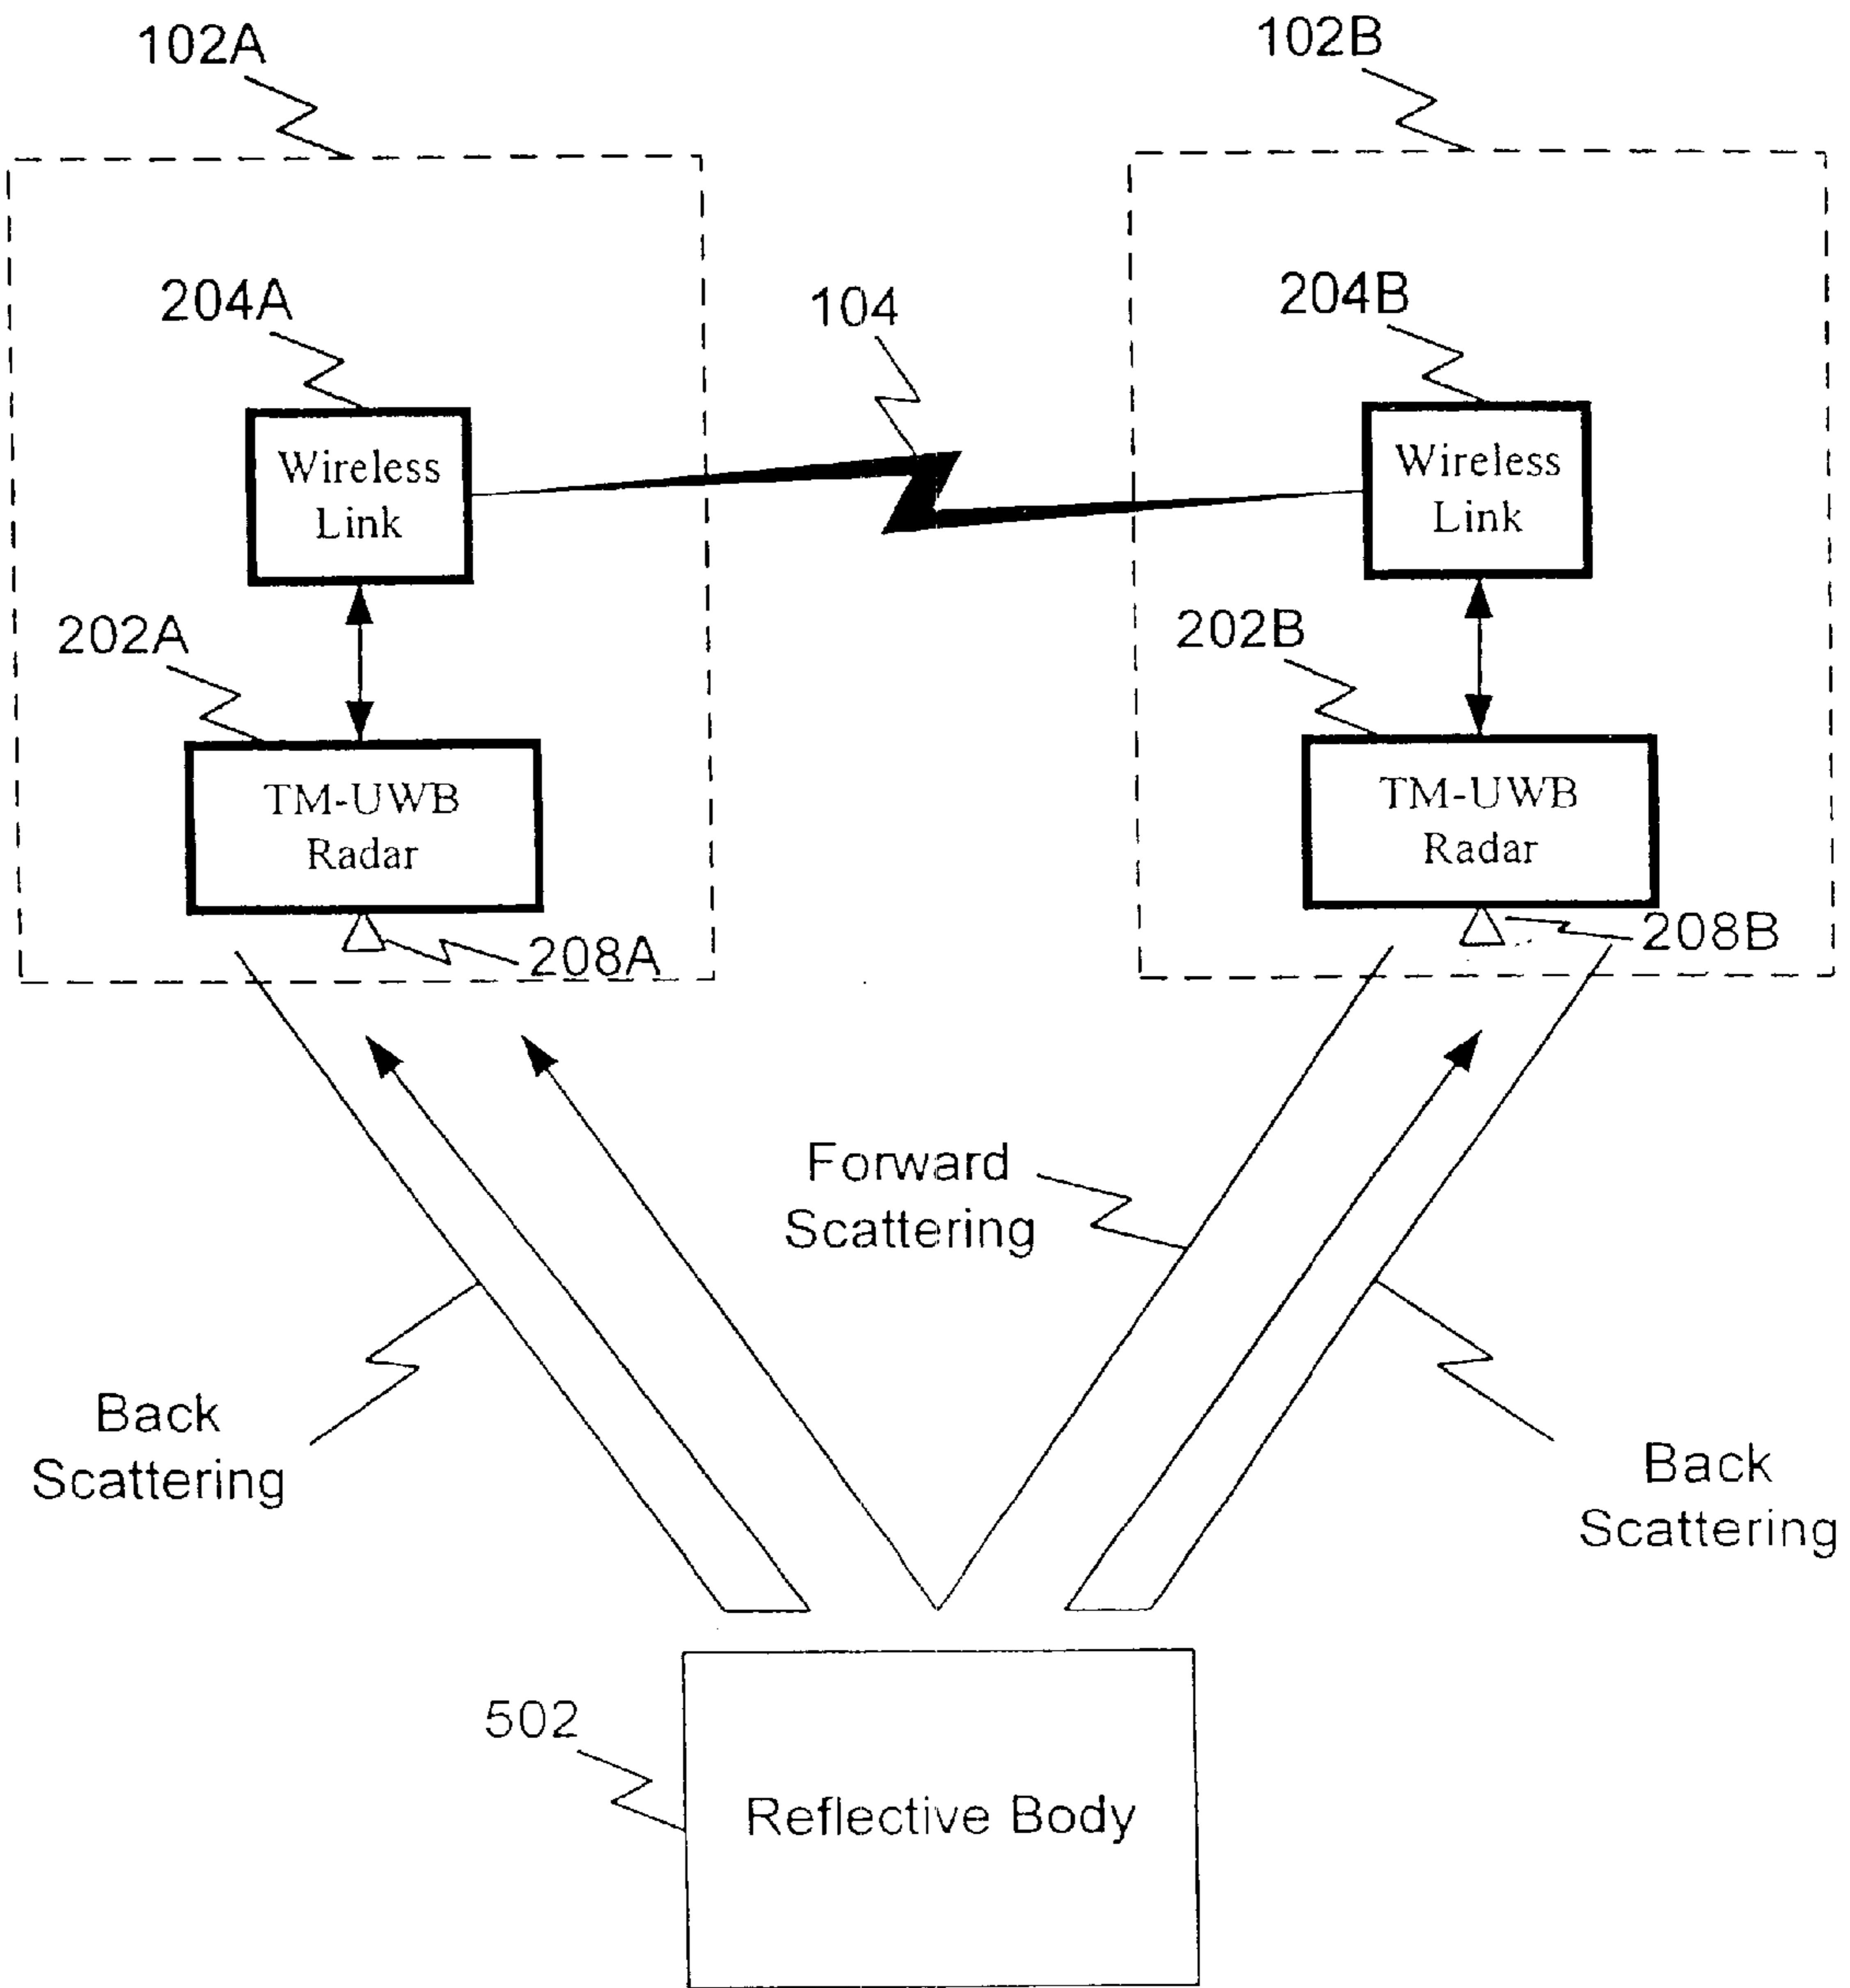 102A
102B
204A
104
204B
Wireless
Link
Wireless
Link
202A
202B
TM-UWB
Radar
TM-UWB
Radar
208A
208B
Forward
Scattering
Back
Scattering
Back
Scattering
502
Reflective Body